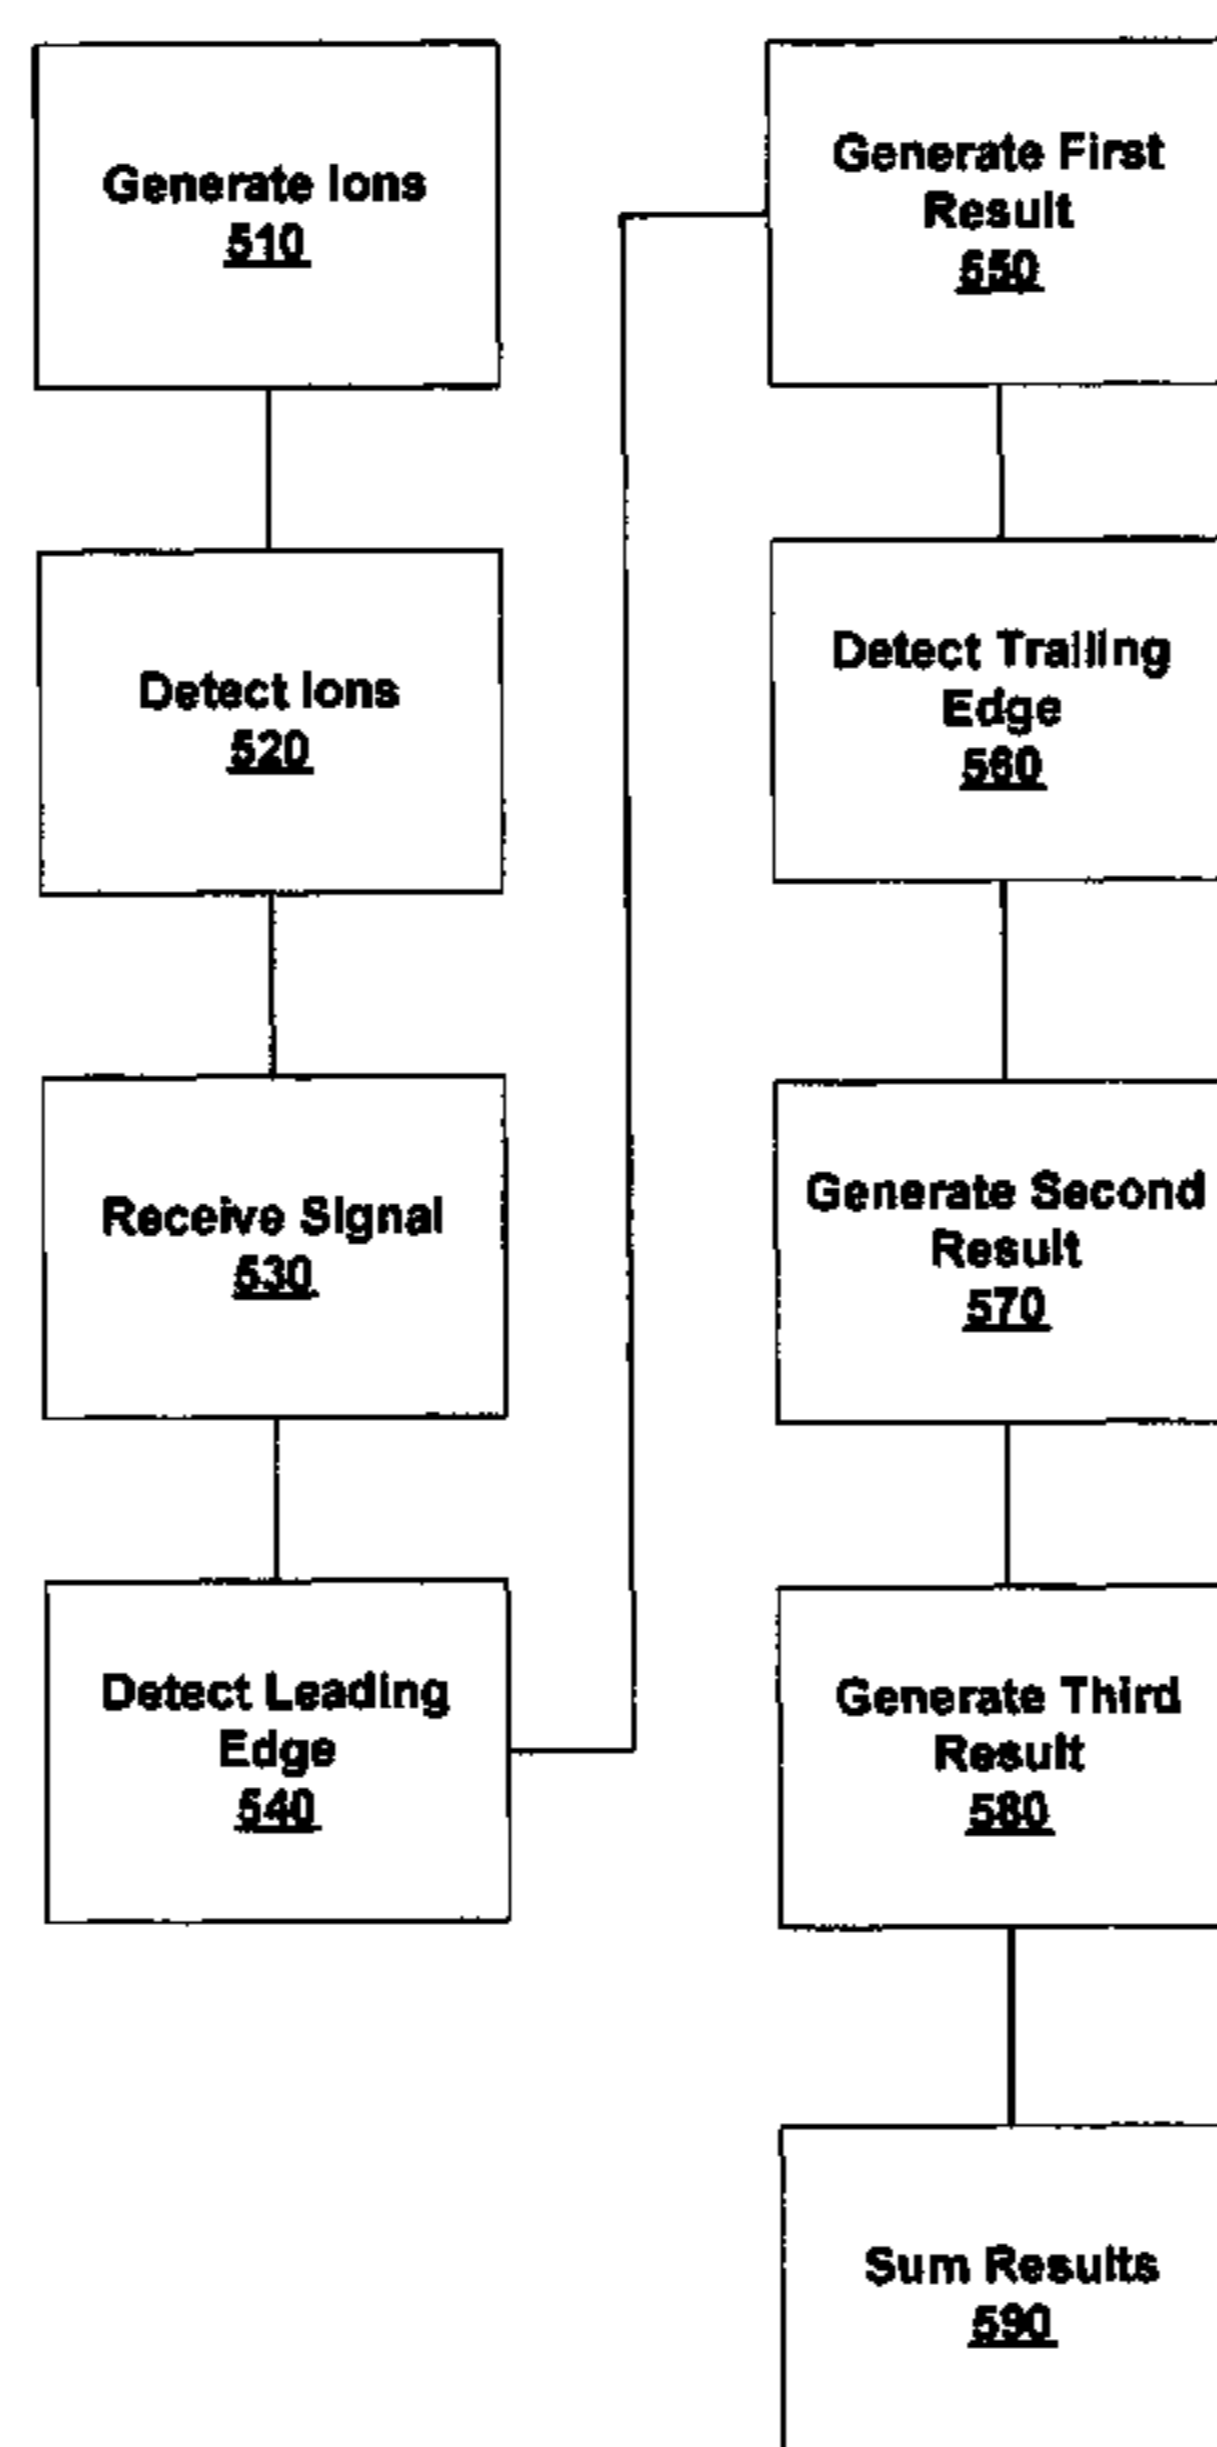 Generate Ions
510
Detect Ions
520
Receive Signal
530
Detect Leading
Edge
540
Generate First
Result
550
Detect Trailing
Edge
560
Generate Second
Result
570
Generate Third
Result
580
Sum Results
590